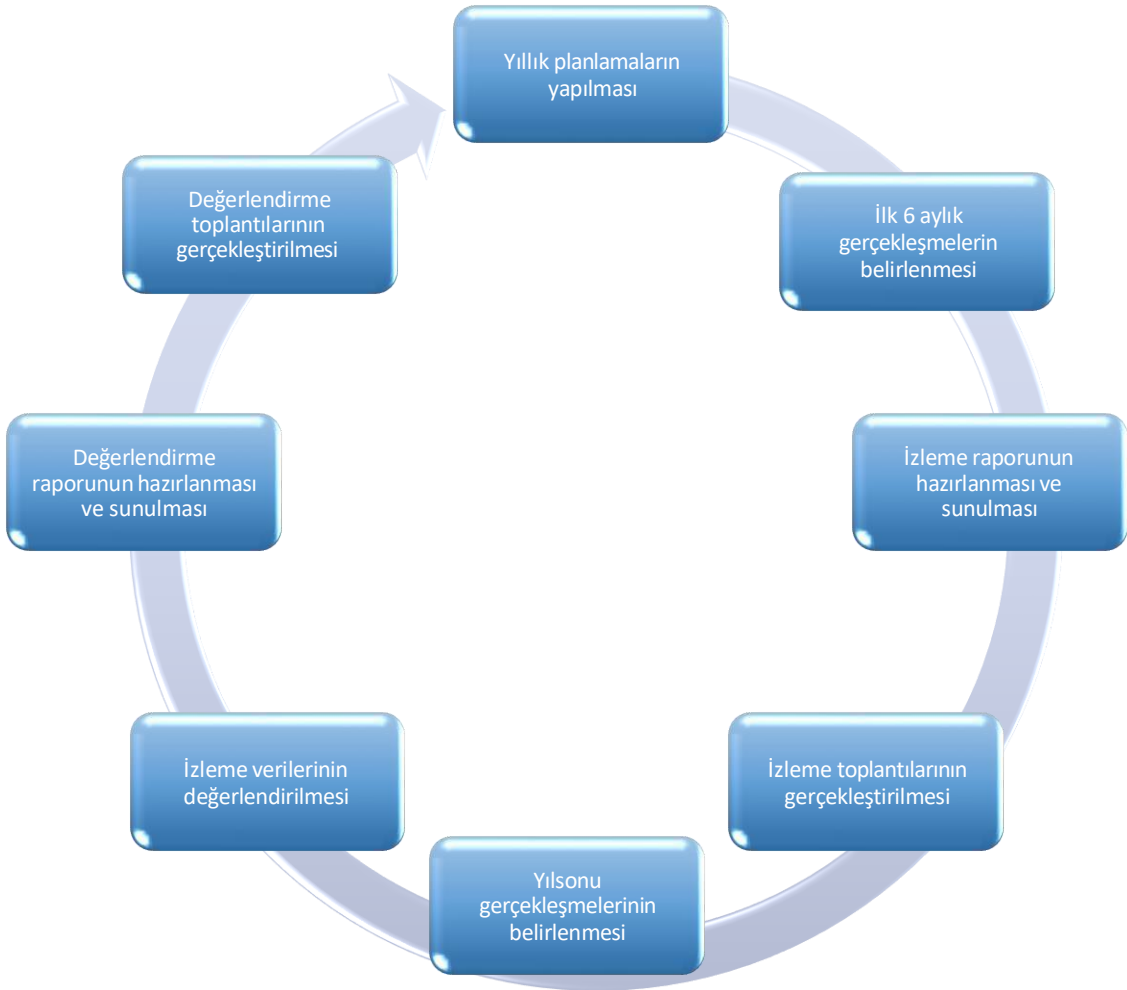 Yıllık planlamaların
yapılması
İlk 6 aylık
gerçekleşmelerin
belirlenmesi
İzleme raporunun
hazırlanması ve
sunulması
İzleme toplantılarının
gerçekleştirilmesi
Yılsonu
gerçekleşmelerinin
belirlenmesi
İzleme verilerinin
değerlendirilmesi
Değerlendirme
raporunun hazırlanması
ve sunulması
Değerlendirme
toplantılarının
gerçekleştirilmesi